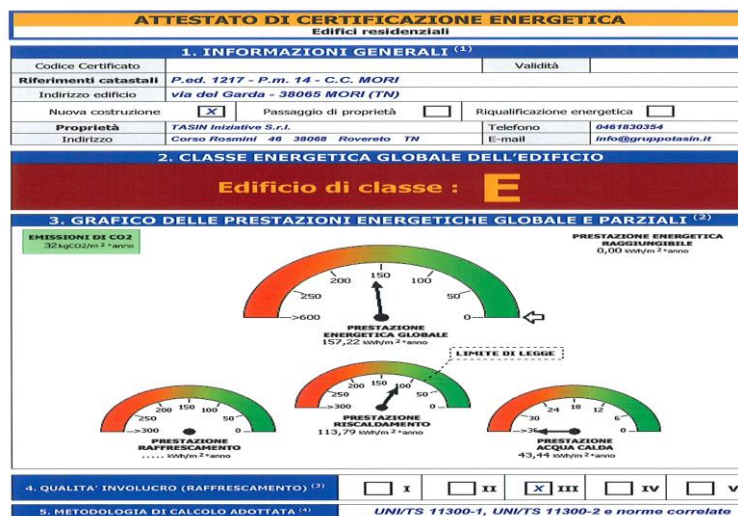 ATTESTATO DI CERTIFICAZIONE ENERGETICA
Edifici residenziali
1. INFORMAZIONI GENERALI (1)
Codice Certificato Validità
Riferimenti catastali P.ed. 1217 - P.m. 14 - C.C. MORI
Indirizzo edificio via del Garda - 38065 MORI (TN)
Nuova costruzione X Passaggio di proprietà Riqualificazione energetica
Proprietà TASIN Iniziative S.r.l. Telefono 0461830354
Indirizzo Corso Rosmini 46 38068 Rovereto TN E-mail info@gruppotasin.it
2. CLASSE ENERGETICA GLOBALE DELL'EDIFICIO
Edificio di classe : E
3. GRAFICO DELLE PRESTAZIONI ENERGETICHE GLOBALE E PARZIALI (2)
EMISSIONI DI CO2
32 kgCO2/m² *anno
PRESTAZIONE ENERGETICA
RAGGIUNGIBILE
0,00 kWh/m² *anno
>600 250 200 150 100 50 0
PRESTAZIONE
ENERGETICA GLOBALE
157,22 kWh/m² *anno
LIMITE DI LEGGE
>300 250 200 150 100 50 0
PRESTAZIONE
RISCALDAMENTO
113,79 kWh/m² *anno
>300 250 200 150 100 50 0
PRESTAZIONE
RAFFRESCAMENTO
..... kWh/m² *anno
>36 30 24 18 12 6 0
PRESTAZIONE
ACQUA CALDA
43,44 kWh/m² *anno
4. QUALITA' INVOLUCRO (RAFFRESCAMENTO) (3) I II X III IV V
5. METODOLOGIA DI CALCOLO ADOTTATA (4) UNI/TS 11300-1, UNI/TS 11300-2 e norme correlate